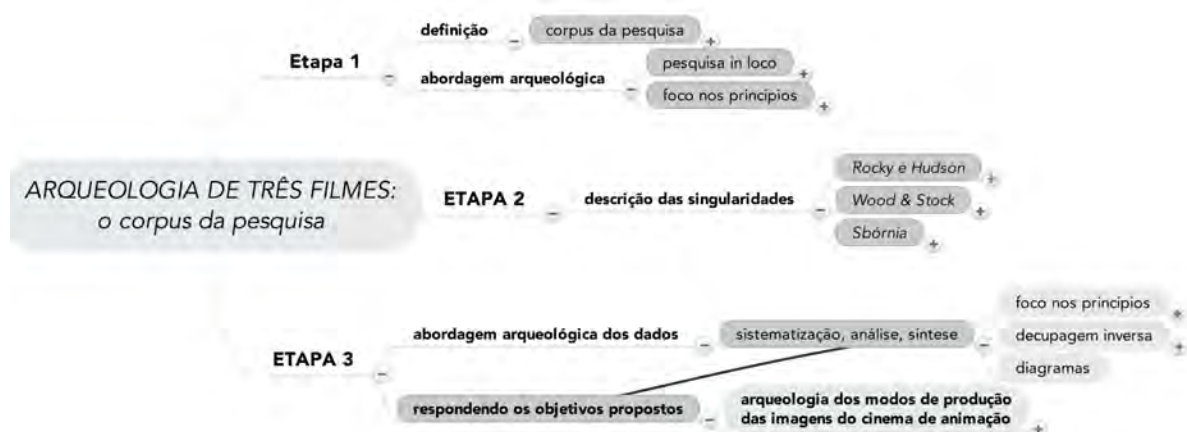 ARQUEOLOGIA DE TRÊS FILMES:
o corpus da pesquisa
Etapa 1
definição
corpus da pesquisa
abordagem arqueológica
pesquisa in loco
foco nos princípios
ETAPA 2
descrição das singularidades
Rocky e Hudson
Wood & Stock
Sbórnia
ETAPA 3
abordagem arqueológica dos dados
sistematização, análise, síntese
foco nos princípios
decupagem inversa
diagramas
respondendo os objetivos propostos
arqueologia dos modos de produção
das imagens do cinema de animação